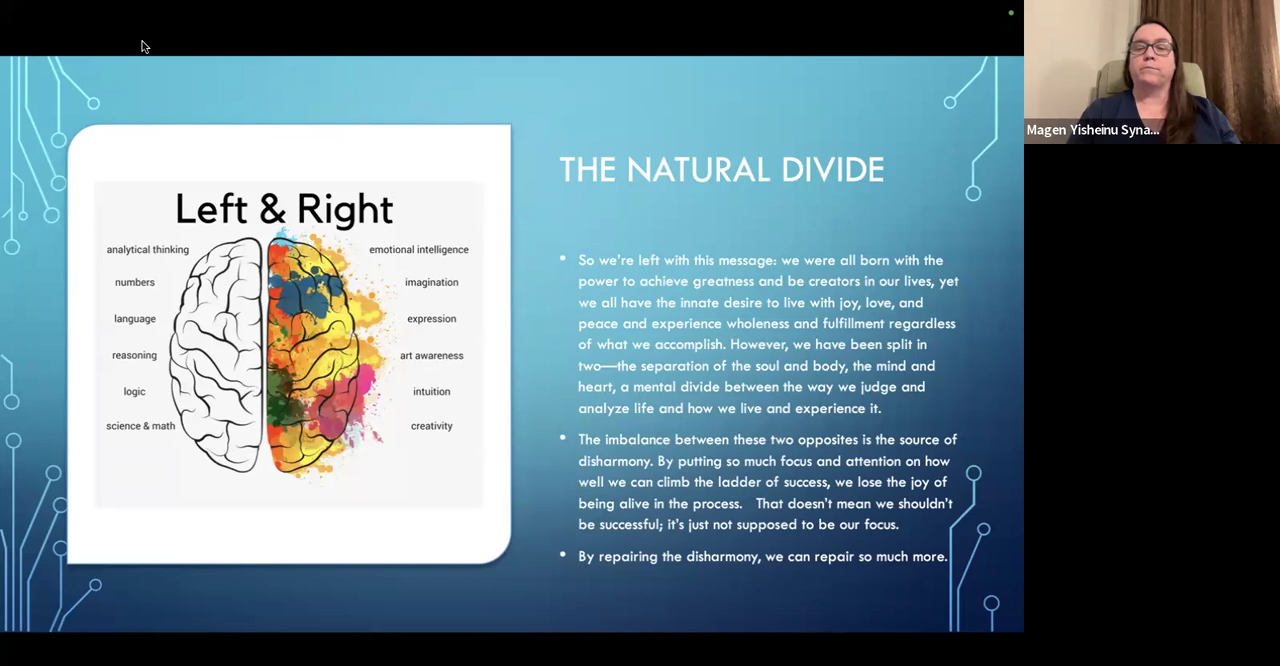 Left & Right
analytical thinking
numbers
language
reasoning
logic
science & math
emotional intelligence
imagination
expression
art awareness
intuition
creativity
THE NATURAL DIVIDE
• So we're left with this message: we were all born with the
power to achieve greatness and be creators in our lives, yet
we all have the innate desire to live with joy, love, and
peace and experience wholeness and fulfillment regardless
of what we accomplish. However, we have been split in
two—the separation of the soul and body, the mind and
heart, a mental divide between the way we judge and
analyze life and how we live and experience it.
• The imbalance between these two opposites is the source of
disharmony. By putting so much focus and attention on how
well we can climb the ladder of success, we lose the joy of
being alive in the process. That doesn't mean we shouldn't
be successful; it's just not supposed to be our focus.
• By repairing the disharmony, we can repair so much more.
Magen Yisheinu Syna...